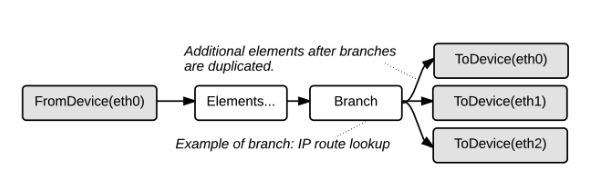 Additional elements after branches
are duplicated.
ToDevice(eth0)
FromDevice(eth0)
Elements...
Branch
ToDevice(eth1)
Example of branch: IP route lookup
ToDevice(eth2)